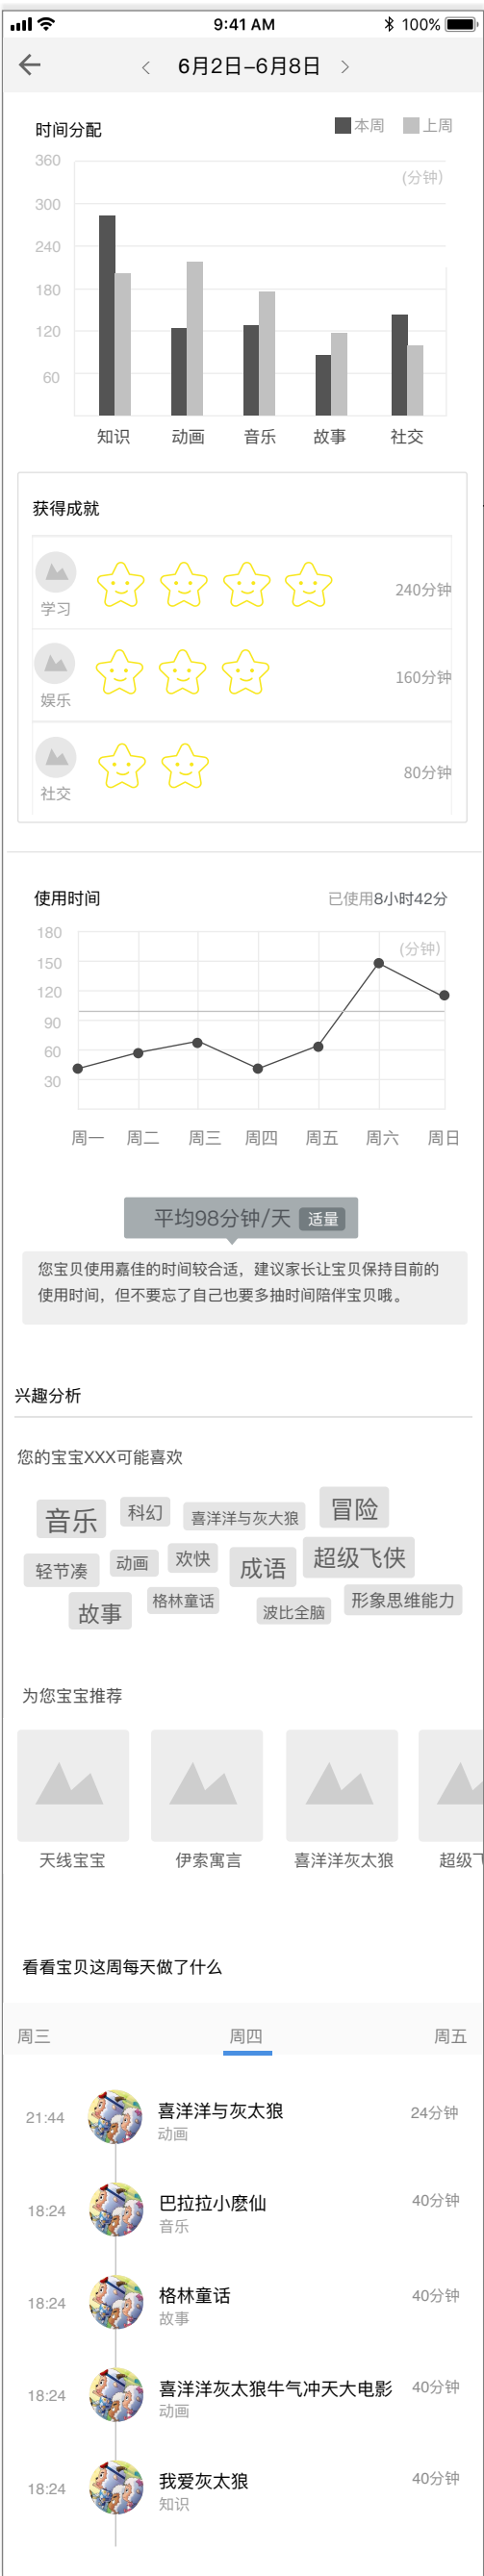 9:41 AM 100%
6月2日-6月8日
时间分配 本周 上周
360 (分钟)
300
240
180
120
60
知识 动画 音乐 故事 社交
获得成就
学习 240分钟
娱乐 160分钟
社交 80分钟
使用时间 已使用8小时42分
180 (分钟)
150
120
90
60
30
周一 周二 周三 周四 周五 周六 周日
平均98分钟/天 适量
您宝贝使用嘉佳的时间较合适，建议家长让宝贝保持目前的
使用时间，但不要忘了自己也要多抽时间陪伴宝贝哦。
兴趣分析
您的宝宝XXX可能喜欢
音乐 科幻 喜洋洋与灰大狼 冒险
轻节凑 动画 欢快 成语 超级飞侠
故事 格林童话 波比全脑 形象思维能力
为您宝宝推荐
天线宝宝 伊索寓言 喜洋洋灰太狼 超级
看看宝贝这周每天做了什么
周三 周四 周五
21:44 喜洋洋与灰太狼 24分钟
动画
18:24 巴拉拉小麽仙 40分钟
音乐
18:24 格林童话 40分钟
故事
18:24 喜洋洋灰太狼牛气冲天大电影 40分钟
动画
18:24 我爱灰太狼 40分钟
知识